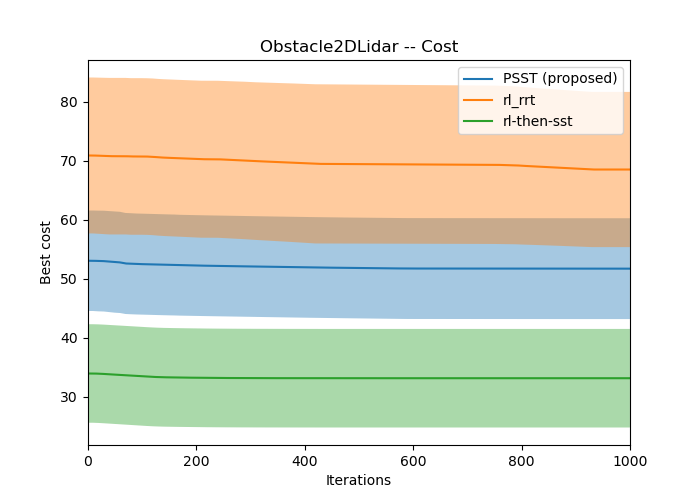 Obstacle2DLidar -- Cost
PSST (proposed)
rl_rrt
rl-then-sst
Best cost
80
70
60
50
40
30
0 200 400 600 800 1000
Iterations